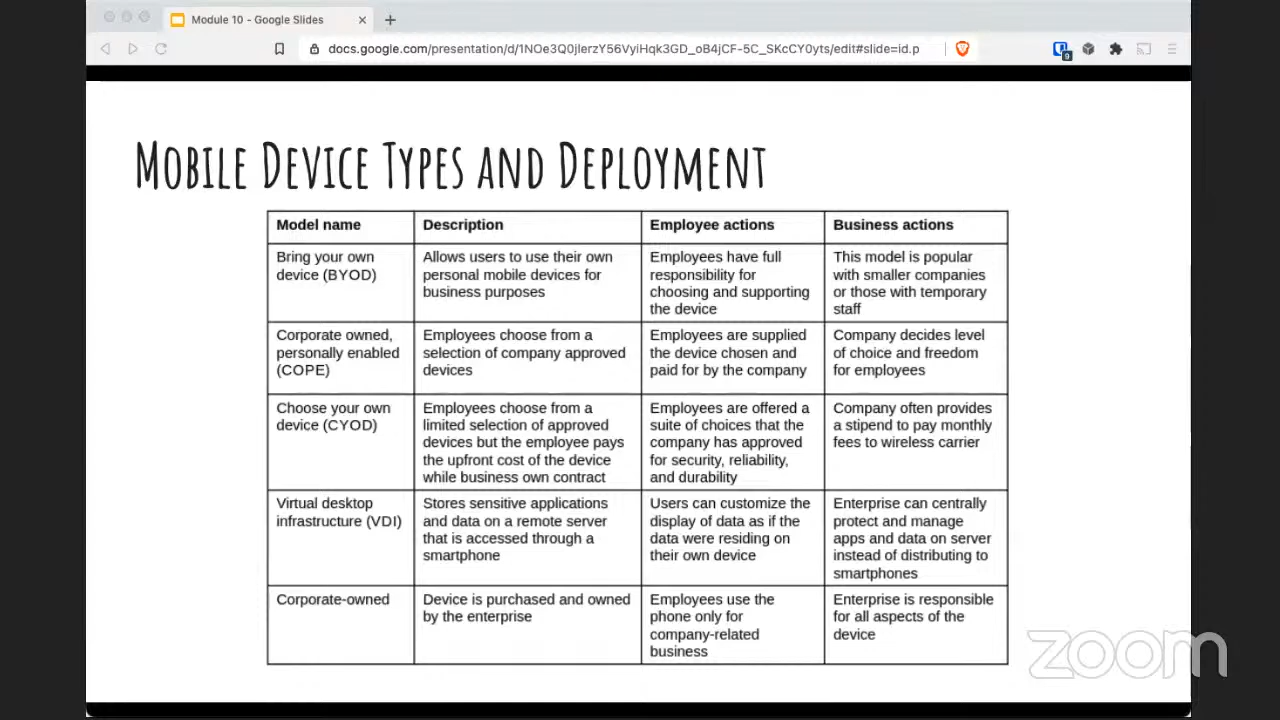 Module 10 - Google Slides
docs.google.com/presentation/d/1NOe3Q0jlerzY56VyiHqk3GD_oB4jCF-5C_SKcCY0yts/edit#slide=id.p
9
MOBILE DEVICE TYPES AND DEPLOYMENT
Model name
Description
Employee actions
Business actions
Bring your own
device (BYOD)
Allows users to use their own
personal mobile devices for
business purposes
Employees have full
responsibility for
choosing and supporting
the device
This model is popular
with smaller companies
or those with temporary
staff
Corporate owned,
personally enabled
(COPE)
Employees choose from a
selection of company approved
devices
Employees are supplied
the device chosen and
paid for by the company
Company decides level
of choice and freedom
for employees
Choose your own
device (CYOD)
Employees choose from a
limited selection of approved
devices but the employee pays
the upfront cost of the device
while business own contract
Employees are offered a
suite of choices that the
company has approved
for security, reliability,
and durability
Company often provides
a stipend to pay monthly
fees to wireless carrier
Virtual desktop
infrastructure (VDI)
Stores sensitive applications
and data on a remote server
that is accessed through a
smartphone
Users can customize the
display of data as if the
data were residing on
their own device
Enterprise can centrally
protect and manage
apps and data on server
instead of distributing to
smartphones
Corporate-owned
Device is purchased and owned
by the enterprise
Employees use the
phone only for
company-related
business
Enterprise is responsible
for all aspects of the
device
zoom